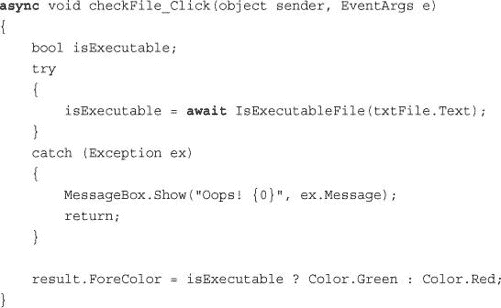 async void checkFile_Click(object sender, EventArgs e)
{
    bool isExecutable;
    try
    {
        isExecutable = await IsExecutableFile(txtFile.Text);
    }
    catch (Exception ex)
    {
        MessageBox.Show("Oops! {0}", ex.Message);
        return;
    }

    result.ForeColor = isExecutable ? Color.Green : Color.Red;
}